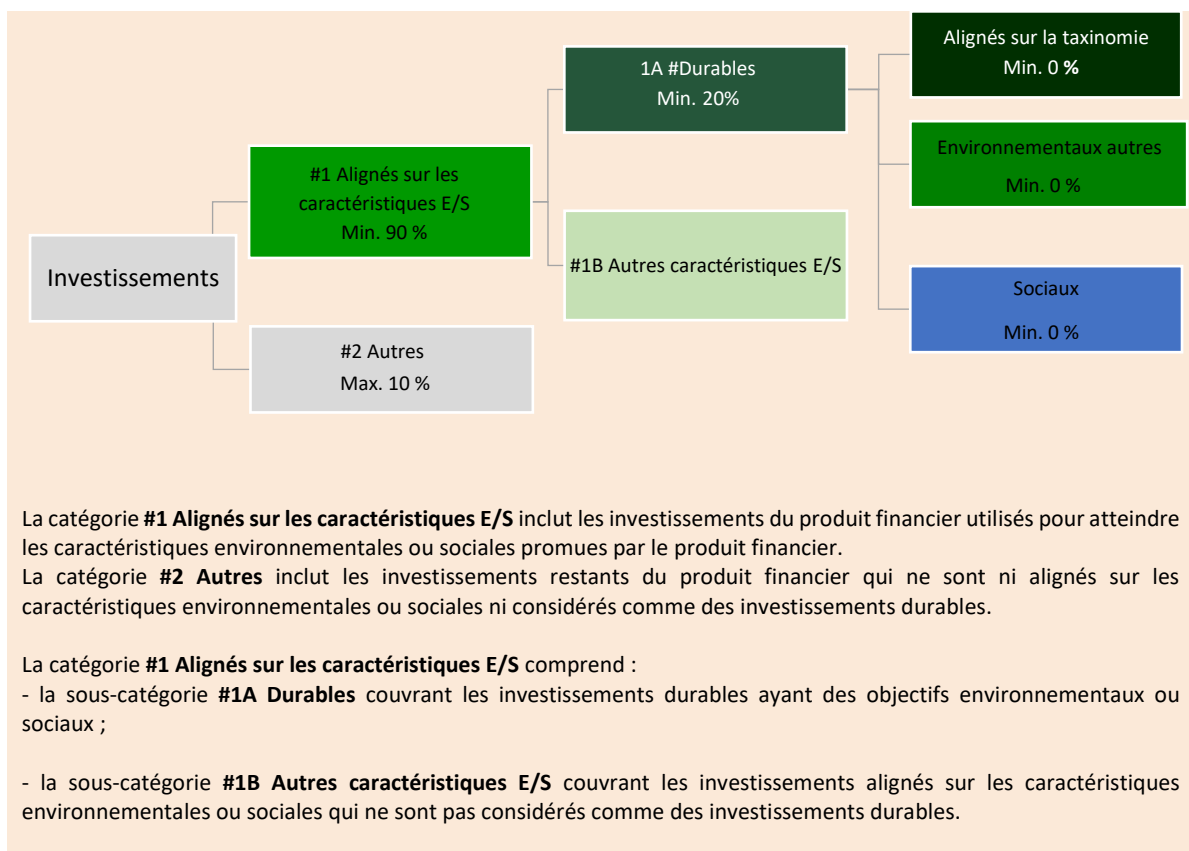 Alignés sur la taxinomie
Min. 0 %
1A #Durables
Min. 20%
Environnementaux autres
Min. 0 %
#1 Alignés sur les
caractéristiques E/S
Min. 90 %
#1B Autres caractéristiques E/S
Investissements
Sociaux
Min. 0 %
#2 Autres
Max. 10 %
La catégorie #1 Alignés sur les caractéristiques E/S inclut les investissements du produit financier utilisés pour atteindre
les caractéristiques environnementales ou sociales promues par le produit financier.
La catégorie #2 Autres inclut les investissements restants du produit financier qui ne sont ni alignés sur les
caractéristiques environnementales ou sociales ni considérés comme des investissements durables.
La catégorie #1 Alignés sur les caractéristiques E/S comprend :
- la sous-catégorie #1A Durables couvrant les investissements durables ayant des objectifs environnementaux ou
sociaux ;
- la sous-catégorie #1B Autres caractéristiques E/S couvrant les investissements alignés sur les caractéristiques
environnementales ou sociales qui ne sont pas considérés comme des investissements durables.